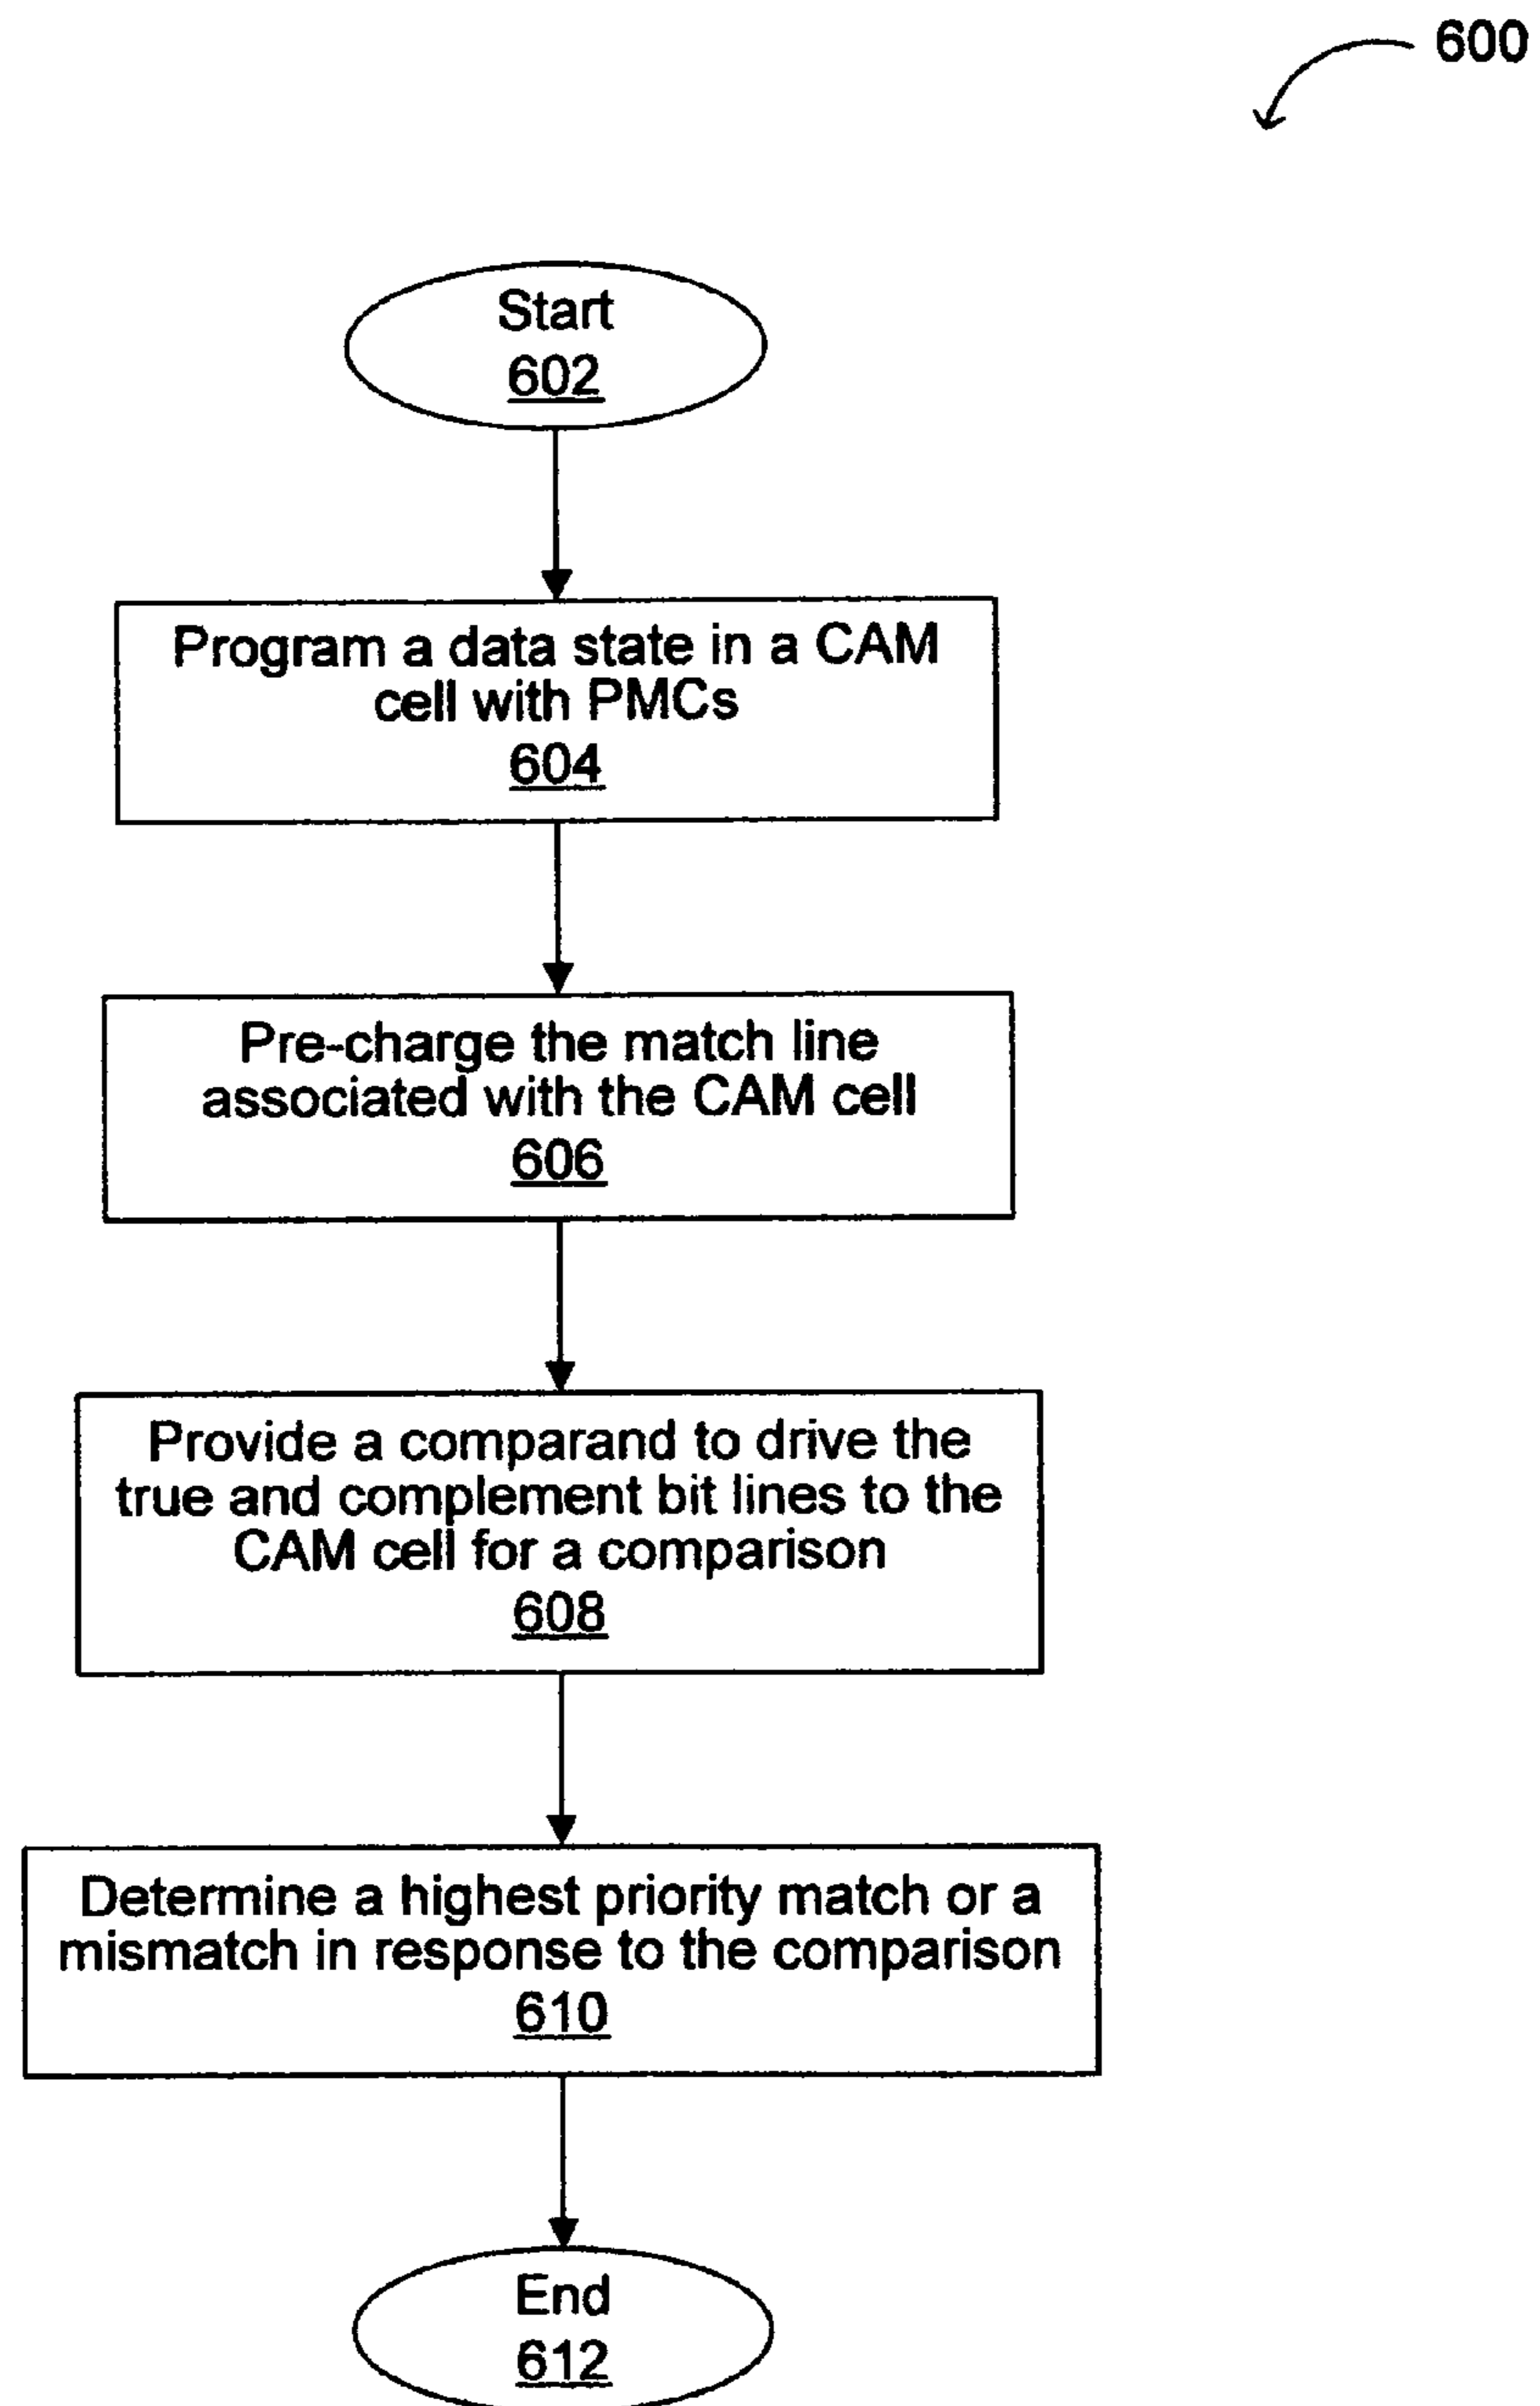 600
Start
602
Program a data state in a CAM
cell with PMCs
604
Pre-charge the match line
associated with the CAM cell
606
Provide a comparand to drive the
true and complement bit lines to the
CAM cell for a comparison
608
Determine a highest priority match or a
mismatch in response to the comparison
610
End
612